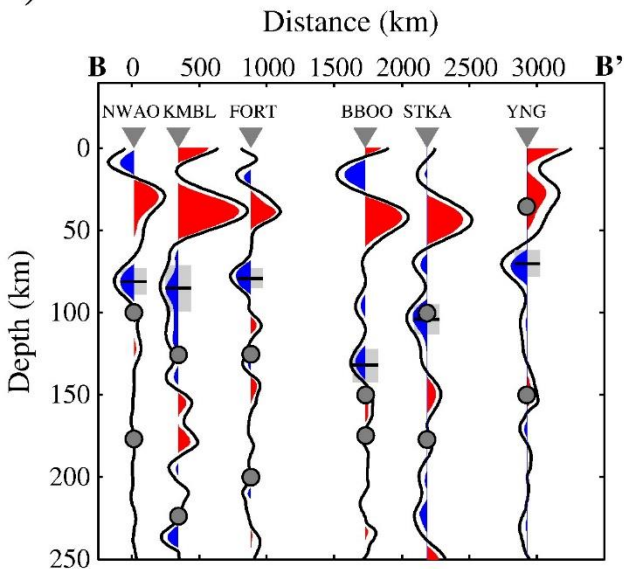 Distance (km)
B 0 500 1000 1500 2000 2500 3000 B'
NWAO KMBL FORT BBOO STKA YNG
0
50
100
150
200
250
Depth (km)